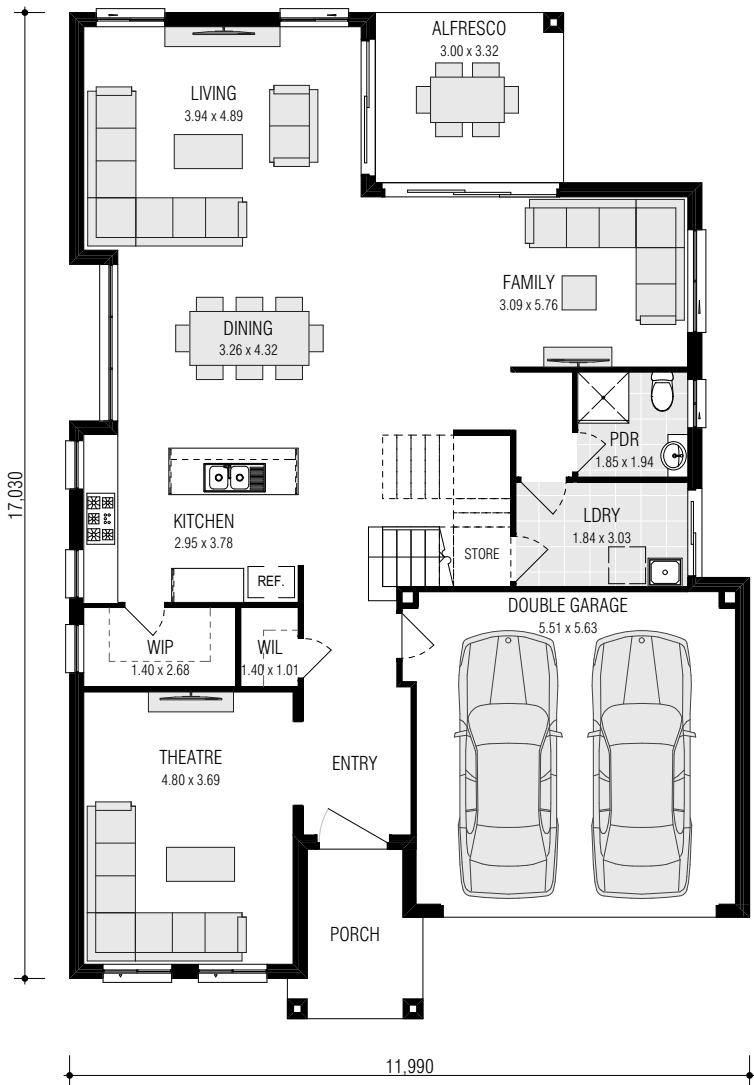 ALFRESCO
3.00 x 3.32
LIVING
3.94 x 4.89
FAMILY
3.09 x 5.76
DINING
3.26 x 4.32
PDR
1.85 x 1.94
17,030
KITCHEN
2.95 x 3.78
LDRY
1.84 x 3.03
STORE
REF.
DOUBLE GARAGE
5.51 x 5.63
WIP
1.40 x 2.68
WIL
1.40 x 1.01
THEATRE
4.80 x 3.69
ENTRY
PORCH
11,990